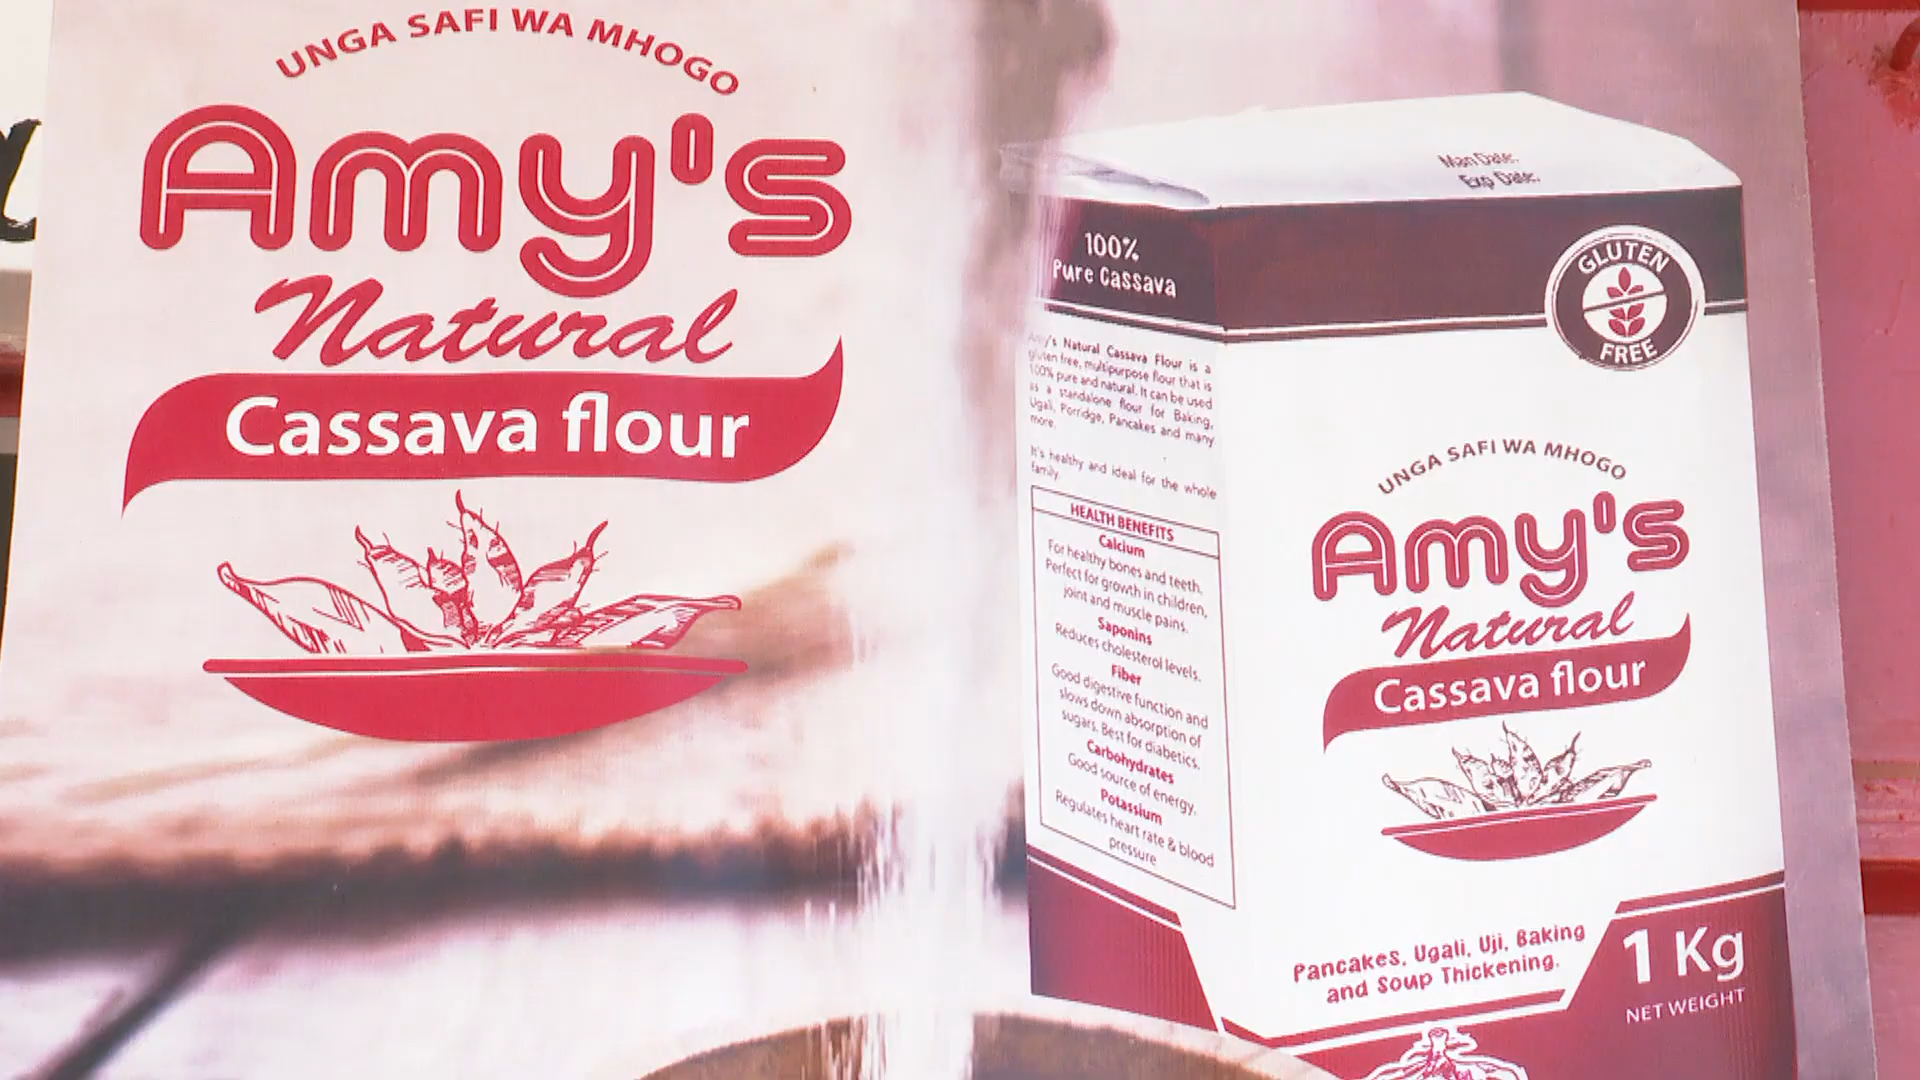 UNGA SAFI WA MHOGO
Amy's
Natural
Cassava flour
Man Date:
Exp Date:
100%
Pure Cassava
GLUTEN
FREE
Amy's Natural Cassava Flour is a
gluten free, multipurpose flour that is
100% pure and natural. It can be used
as a standalone flour for Baking,
Ugali, Porridge, Pancakes and many
more.
It's healthy and ideal for the whole
family.
HEALTH BENEFITS
Calcium
For healthy bones and teeth.
Perfect for growth in children,
joint and muscle pains.
Saponins
Reduces cholesterol levels.
Fiber
Good digestive function and
slows down absorption of
sugars. Best for diabetics.
Carbohydrates
Good source of energy.
Potassium
Regulates heart rate & blood
pressure
UNGA SAFI WA MHOGO
Amy's
Natural
Cassava flour
Pancakes, Ugali, Uji, Baking
and Soup Thickening.
1 Kg
NET WEIGHT